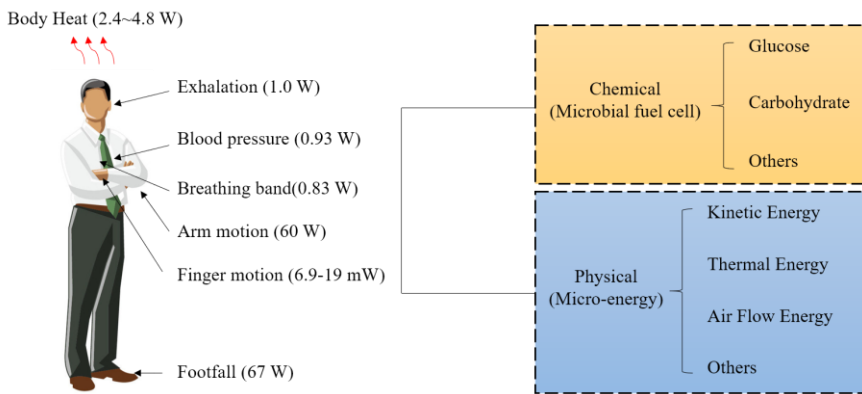 Body Heat (2.4~4.8 W)
Exhalation (1.0 W)
Blood pressure (0.93 W)
Breathing band(0.83 W)
Arm motion (60 W)
Finger motion (6.9-19 mW)
Footfall (67 W)
Chemical
(Microbial fuel cell)
Glucose
Carbohydrate
Others
Physical
(Micro-energy)
Kinetic Energy
Thermal Energy
Air Flow Energy
Others